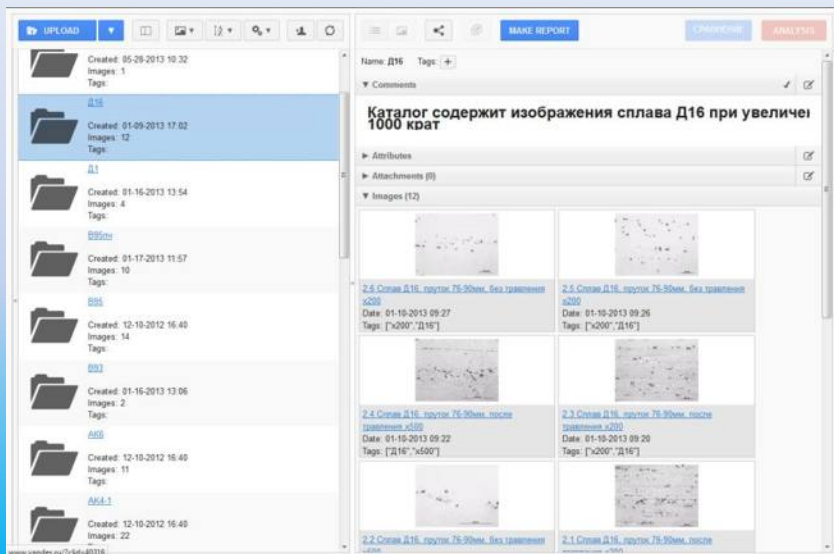 UPLOAD
MAKE REPORT
СРАВНЕНИЕ
ANALYSIS
Created: 05-28-2013 10:32
Images: 1
Tags:
Д16
Created: 01-09-2013 17:02
Images: 12
Tags:
Д1
Created: 01-16-2013 13:54
Images: 4
Tags:
В95пч
Created: 01-17-2013 11:57
Images: 10
Tags:
В95
Created: 12-10-2012 16:40
Images: 14
Tags:
В93
Created: 01-16-2013 13:06
Images: 2
Tags:
АК6
Created: 12-10-2012 16:40
Images: 11
Tags:
АК4-1
Created: 12-10-2012 16:40
Images: 22
Name: Д16 Tags: +
Comments
Каталог содержит изображения сплава Д16 при увеличе
1000 крат
Attributes
Attachments (0)
Images (12)
2.6 Сплав Д16, пруток 76-90мм, без травления
x200
Date: 01-10-2013 09:27
Tags: ["x200","Д16"]
2.5 Сплав Д16, пруток 76-90мм, без травления
x200
Date: 01-10-2013 09:26
Tags: ["x200","Д16"]
2.4 Сплав Д16, пруток 76-90мм, после
травления x500
Date: 01-10-2013 09:22
Tags: ["Д16","x500"]
2.3 Сплав Д16, пруток 76-90мм, после
травления x200
Date: 01-10-2013 09:20
Tags: ["x200","Д16"]
2.2 Сплав Д16, пруток 76-90мм, без травления
2.1 Сплав Д16, пруток 76-90мм, после